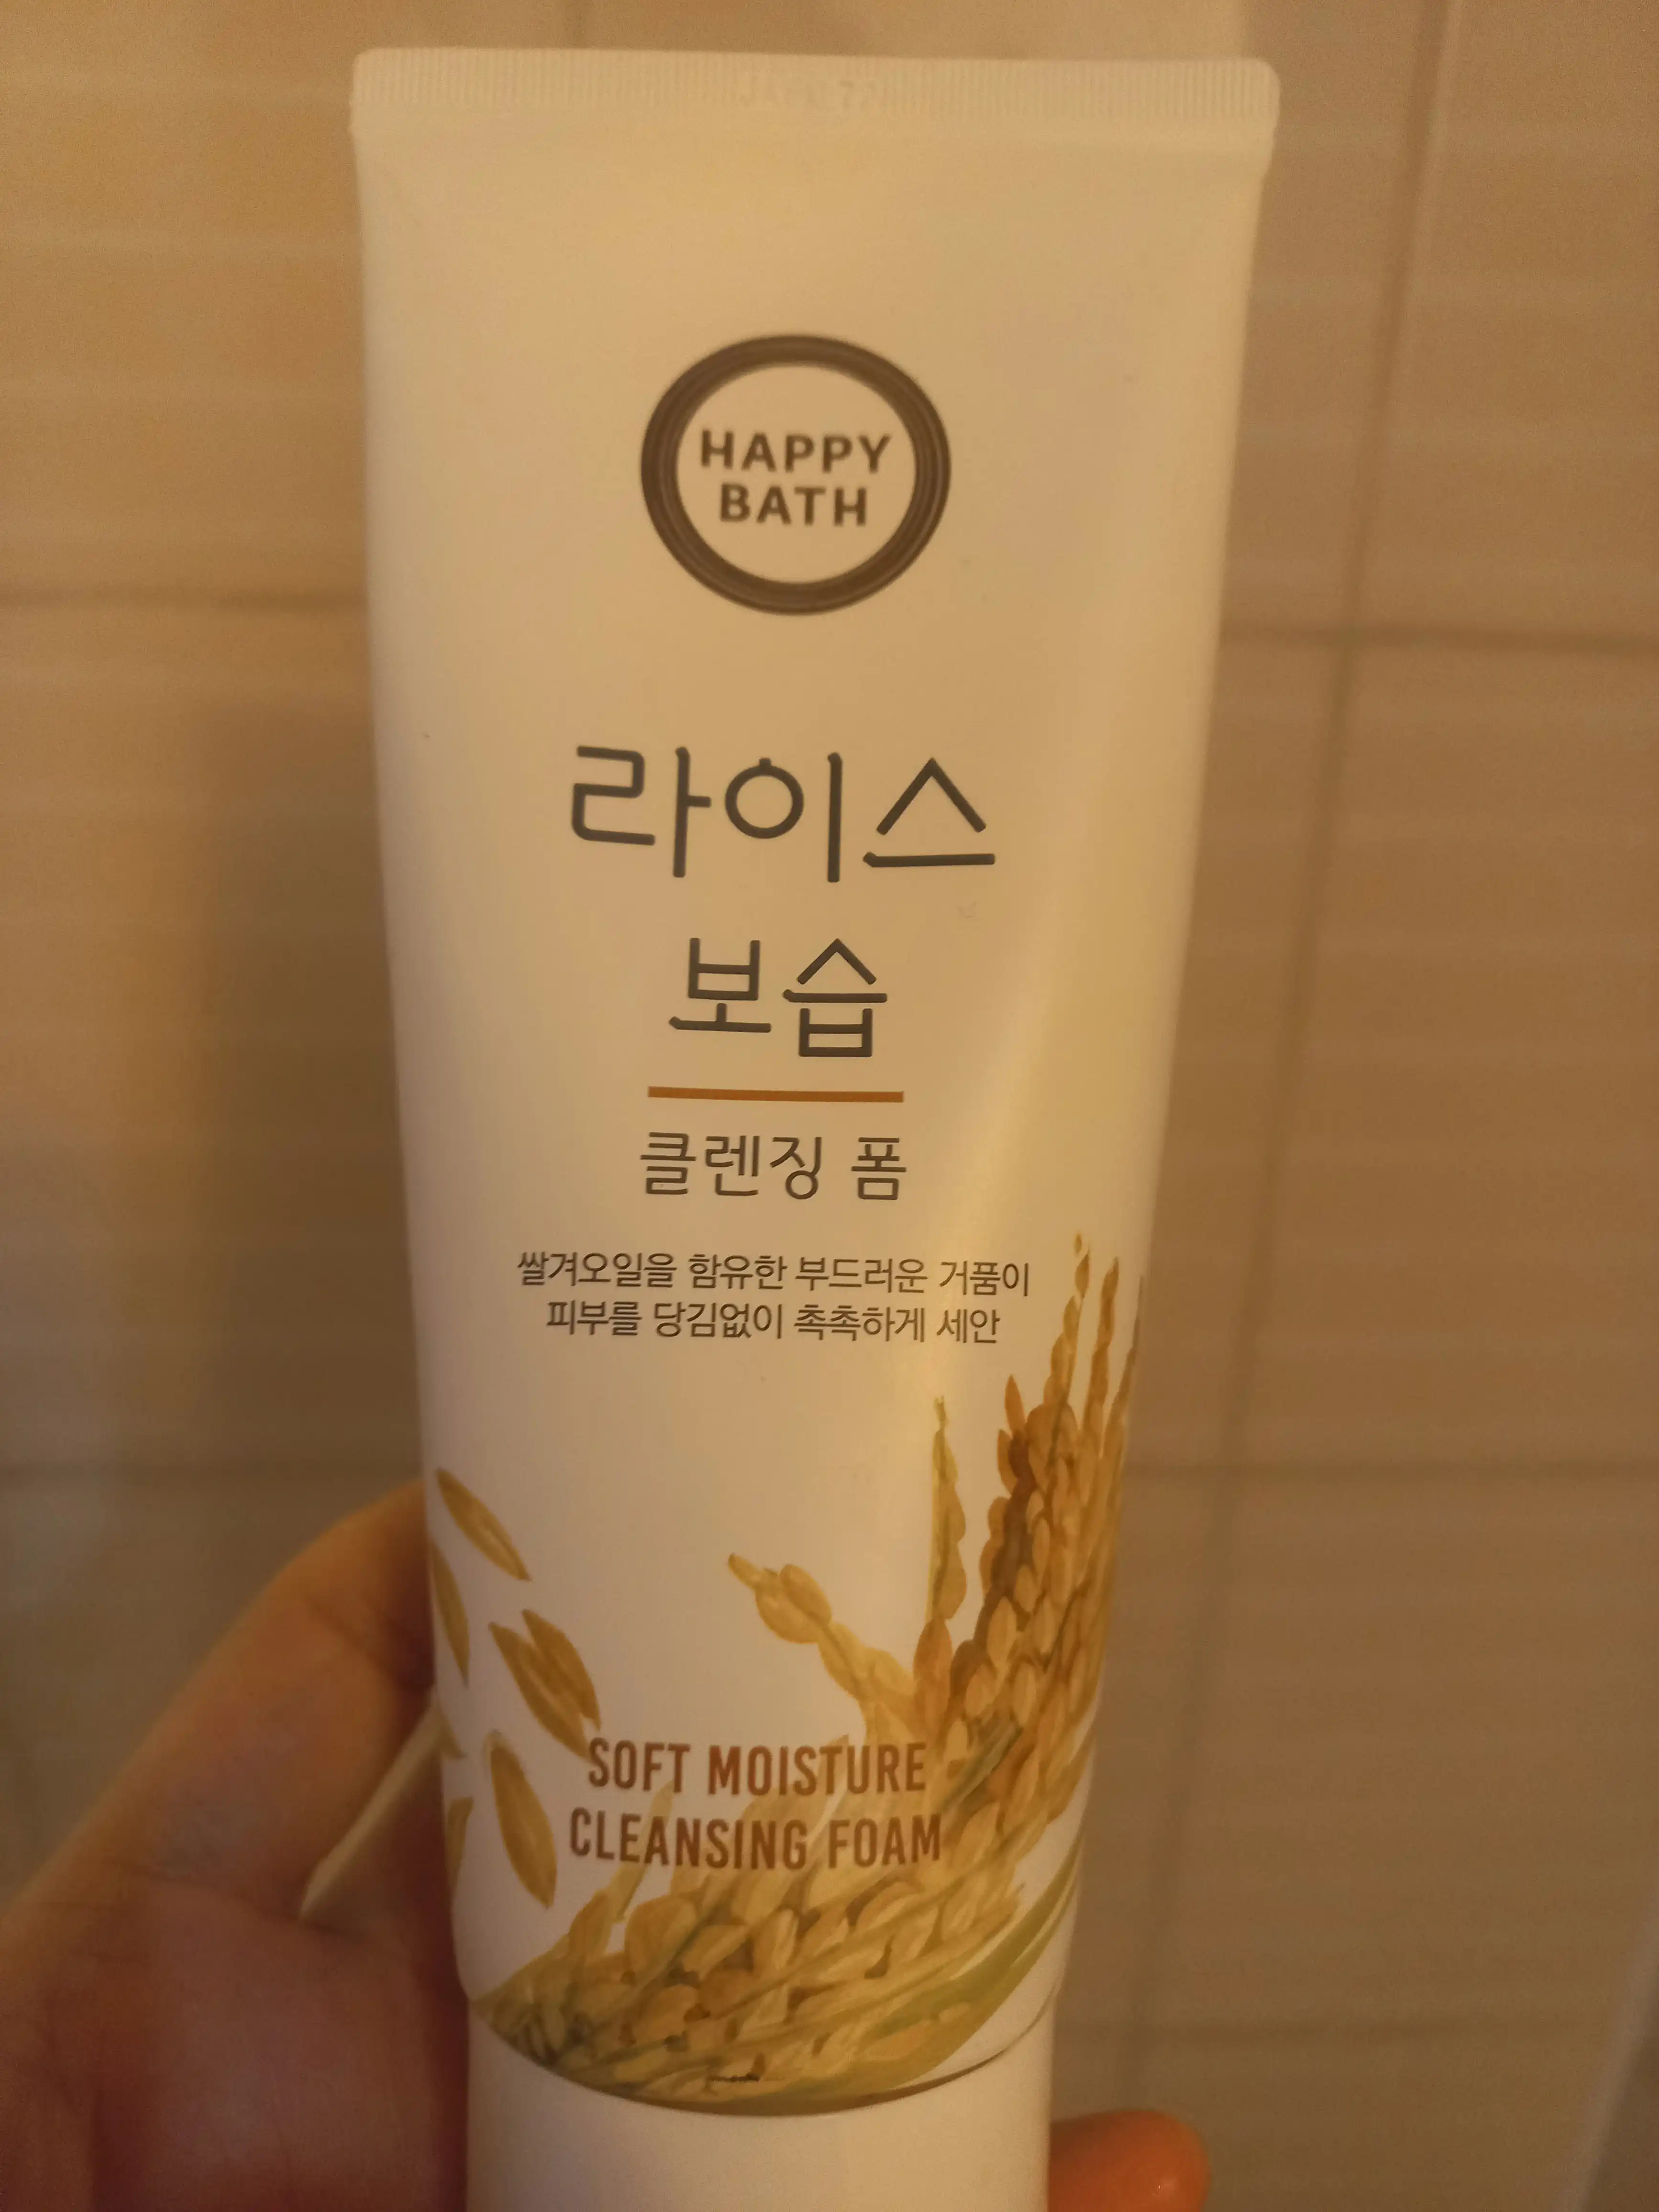 HAPPY
BATH
라이스
보습
클렌징 폼
쌀겨오일을 함유한 부드러운 거품이
피부를 당김없이 촉촉하게 세안
SOFT MOISTURE
CLEANSING FOAM